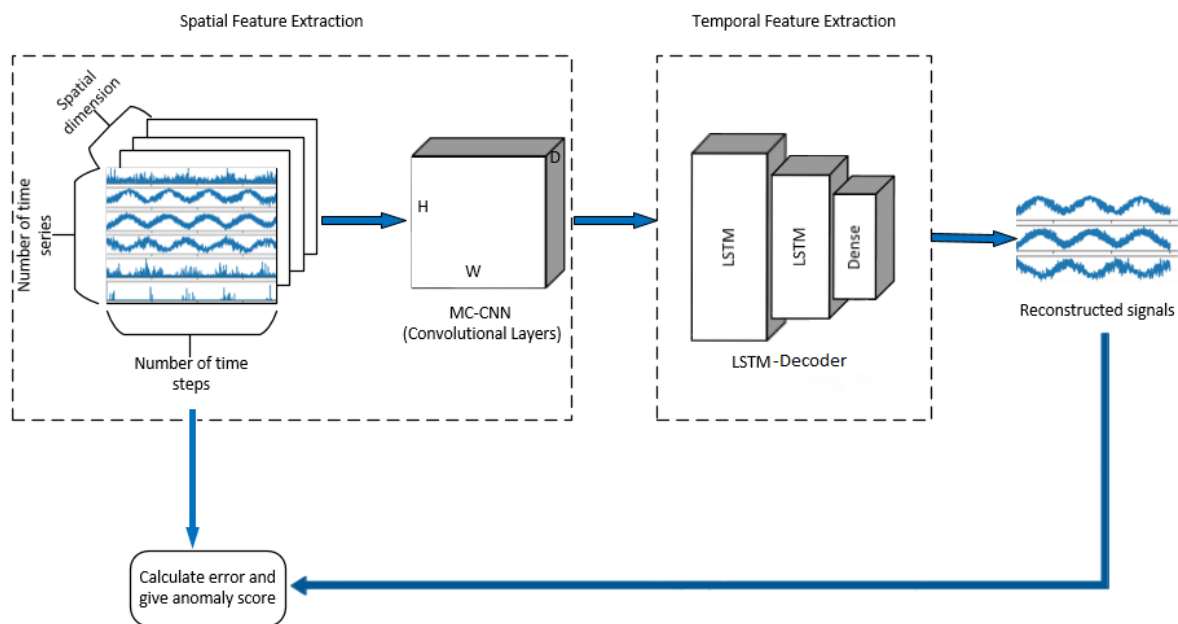 Spatial Feature Extraction
Temporal Feature Extraction
Spatial
dimension
Number of time
series
Number of time
steps
H
W
D
MC-CNN
(Convolutional Layers)
LSTM
LSTM
Dense
LSTM-Decoder
Reconstructed signals
Calculate error and
give anomaly score